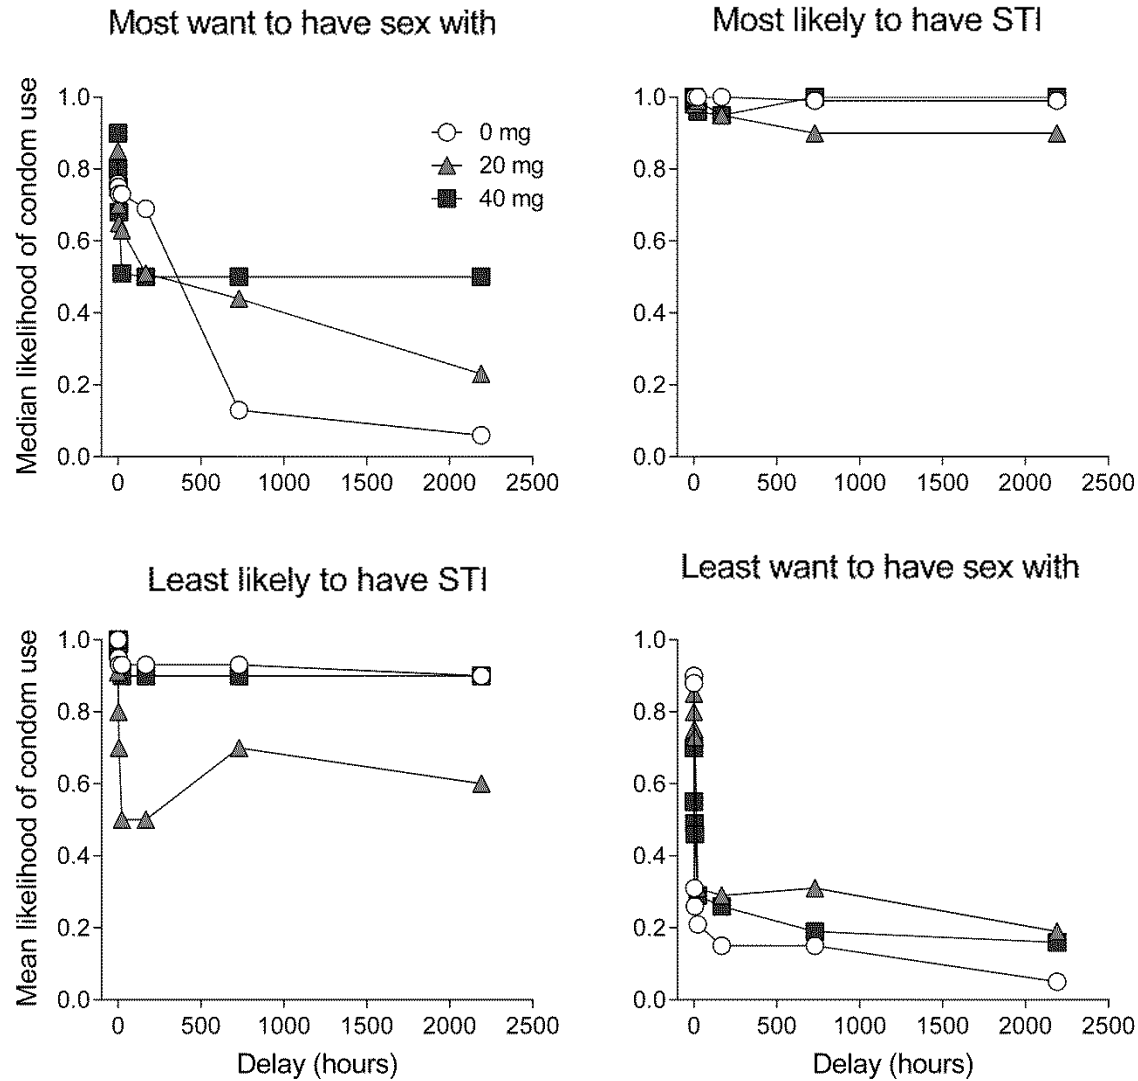 Most want to have sex with
Most likely to have STI
Median likelihood of condom use
1.0
0.8
0.6
0.4
0.2
0.0
0 mg
20 mg
40 mg
0 500 1000 1500 2000 2500
1.0
0.8
0.6
0.4
0.2
0.0
0 500 1000 1500 2000 2500
Least likely to have STI
Least want to have sex with
Mean likelihood of condom use
1.0
0.8
0.6
0.4
0.2
0.0
0 500 1000 1500 2000 2500
Delay (hours)
1.0
0.8
0.6
0.4
0.2
0.0
0 500 1000 1500 2000 2500
Delay (hours)